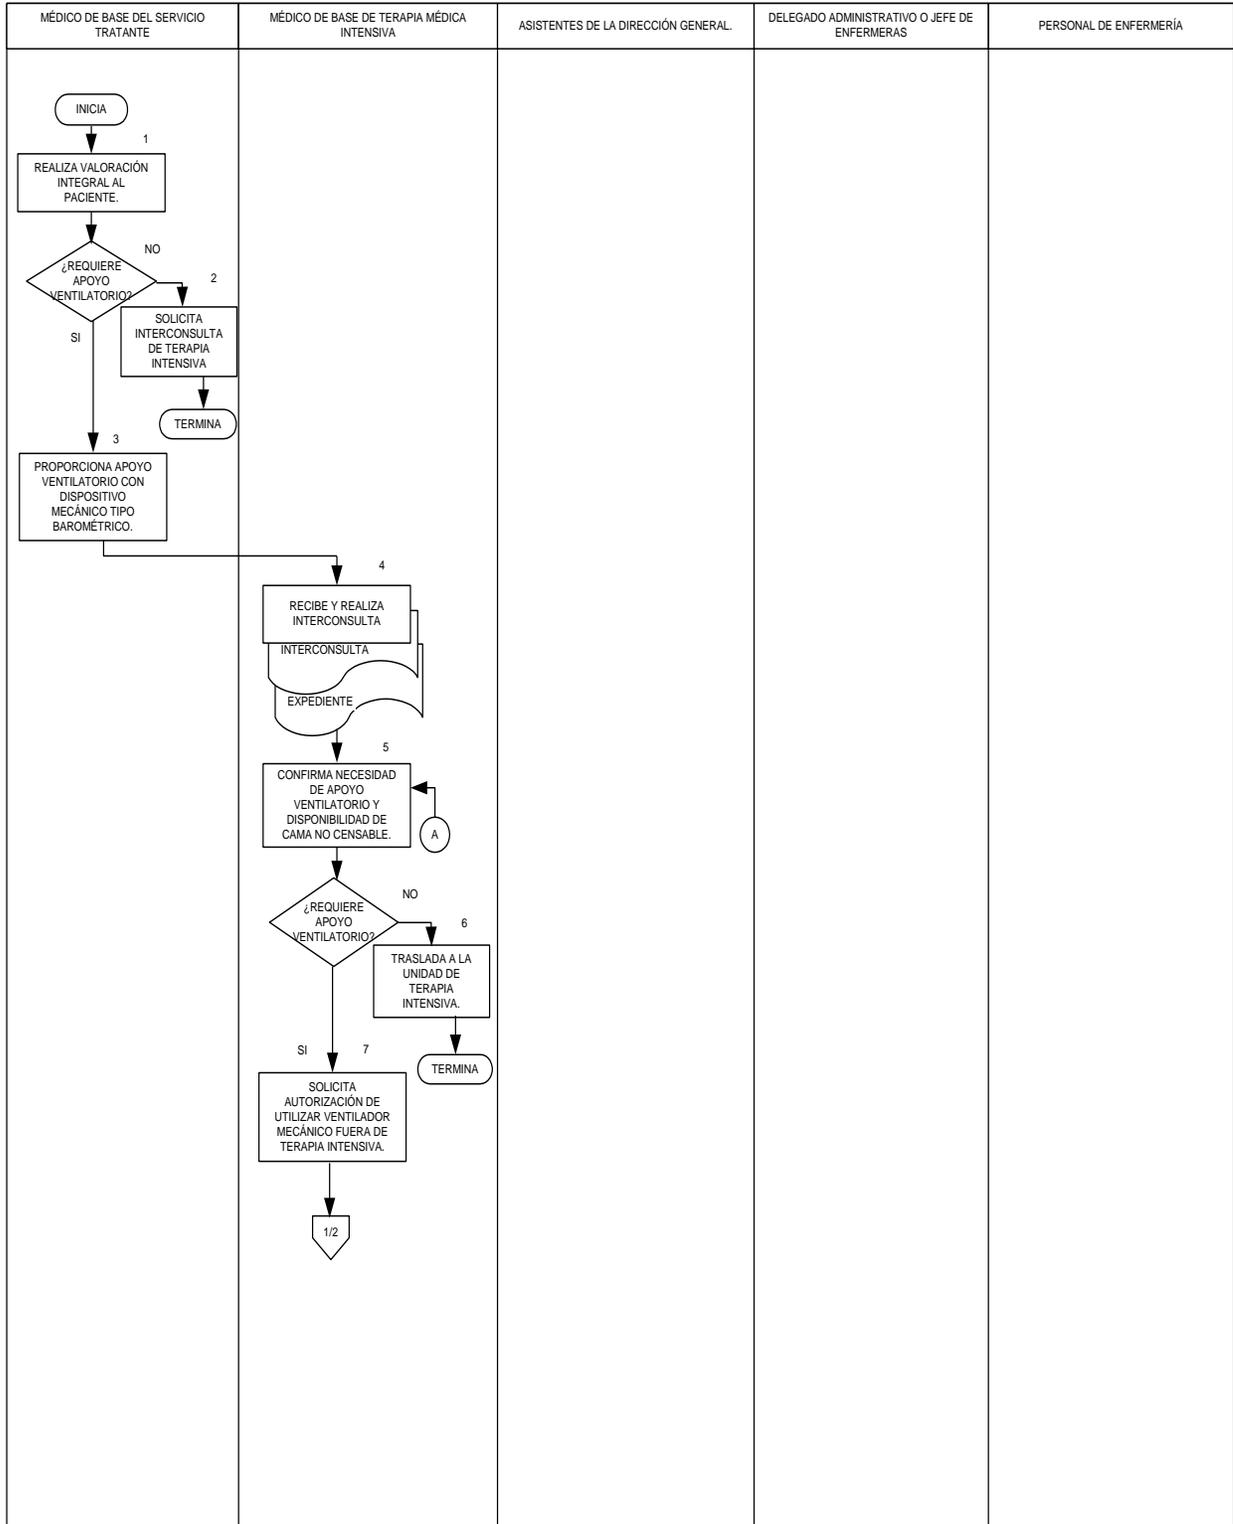 MÉDICO DE BASE DEL SERVICIO
TRATANTE
MÉDICO DE BASE DE TERAPIA MÉDICA
INTENSIVA
ASISTENTES DE LA DIRECCIÓN GENERAL.
DELEGADO ADMINISTRATIVO O JEFE DE
ENFERMERAS
PERSONAL DE ENFERMERÍA
INICIA
1
REALIZA VALORACIÓN
INTEGRAL AL
PACIENTE.
¿REQUIERE
APOYO
VENTILATORIO?
NO
2
SOLICITA
INTERCONSULTA
DE TERAPIA
INTENSIVA
TERMINA
SI
3
PROPORCIONA APOYO
VENTILATORIO CON
DISPOSITIVO
MECÁNICO TIPO
BAROMÉTRICO.
4
RECIBE Y REALIZA
INTERCONSULTA
INTERCONSULTA
EXPEDIENTE
5
CONFIRMA NECESIDAD
DE APOYO
VENTILATORIO Y
DISPONIBILIDAD DE
CAMA NO CENSABLE.
A
¿REQUIERE
APOYO
VENTILATORIO?
NO
6
TRASLADA A LA
UNIDAD DE
TERAPIA
INTENSIVA.
TERMINA
SI
7
SOLICITA
AUTORIZACIÓN DE
UTILIZAR VENTILADOR
MECÁNICO FUERA DE
TERAPIA INTENSIVA.
1/2